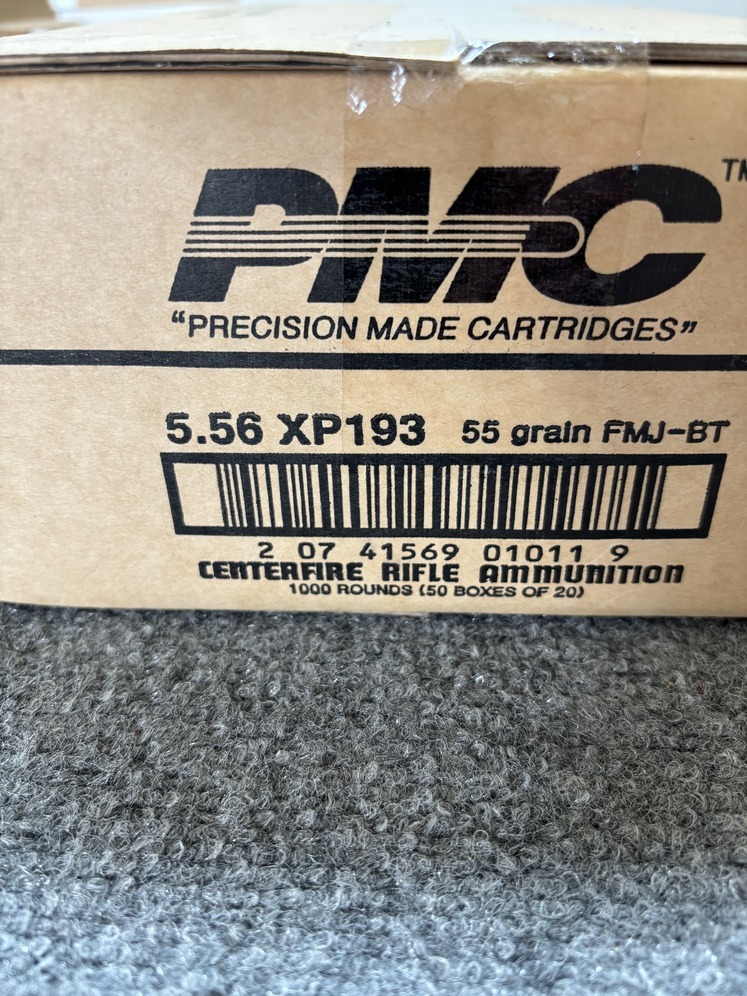 PMC™
“PRECISION MADE CARTRIDGES”
5.56 XP193 55 grain FMJ-BT
2 07 41569 01011 9
CENTERFIRE RIFLE AMMUNITION
1000 ROUNDS (50 BOXES OF 20)